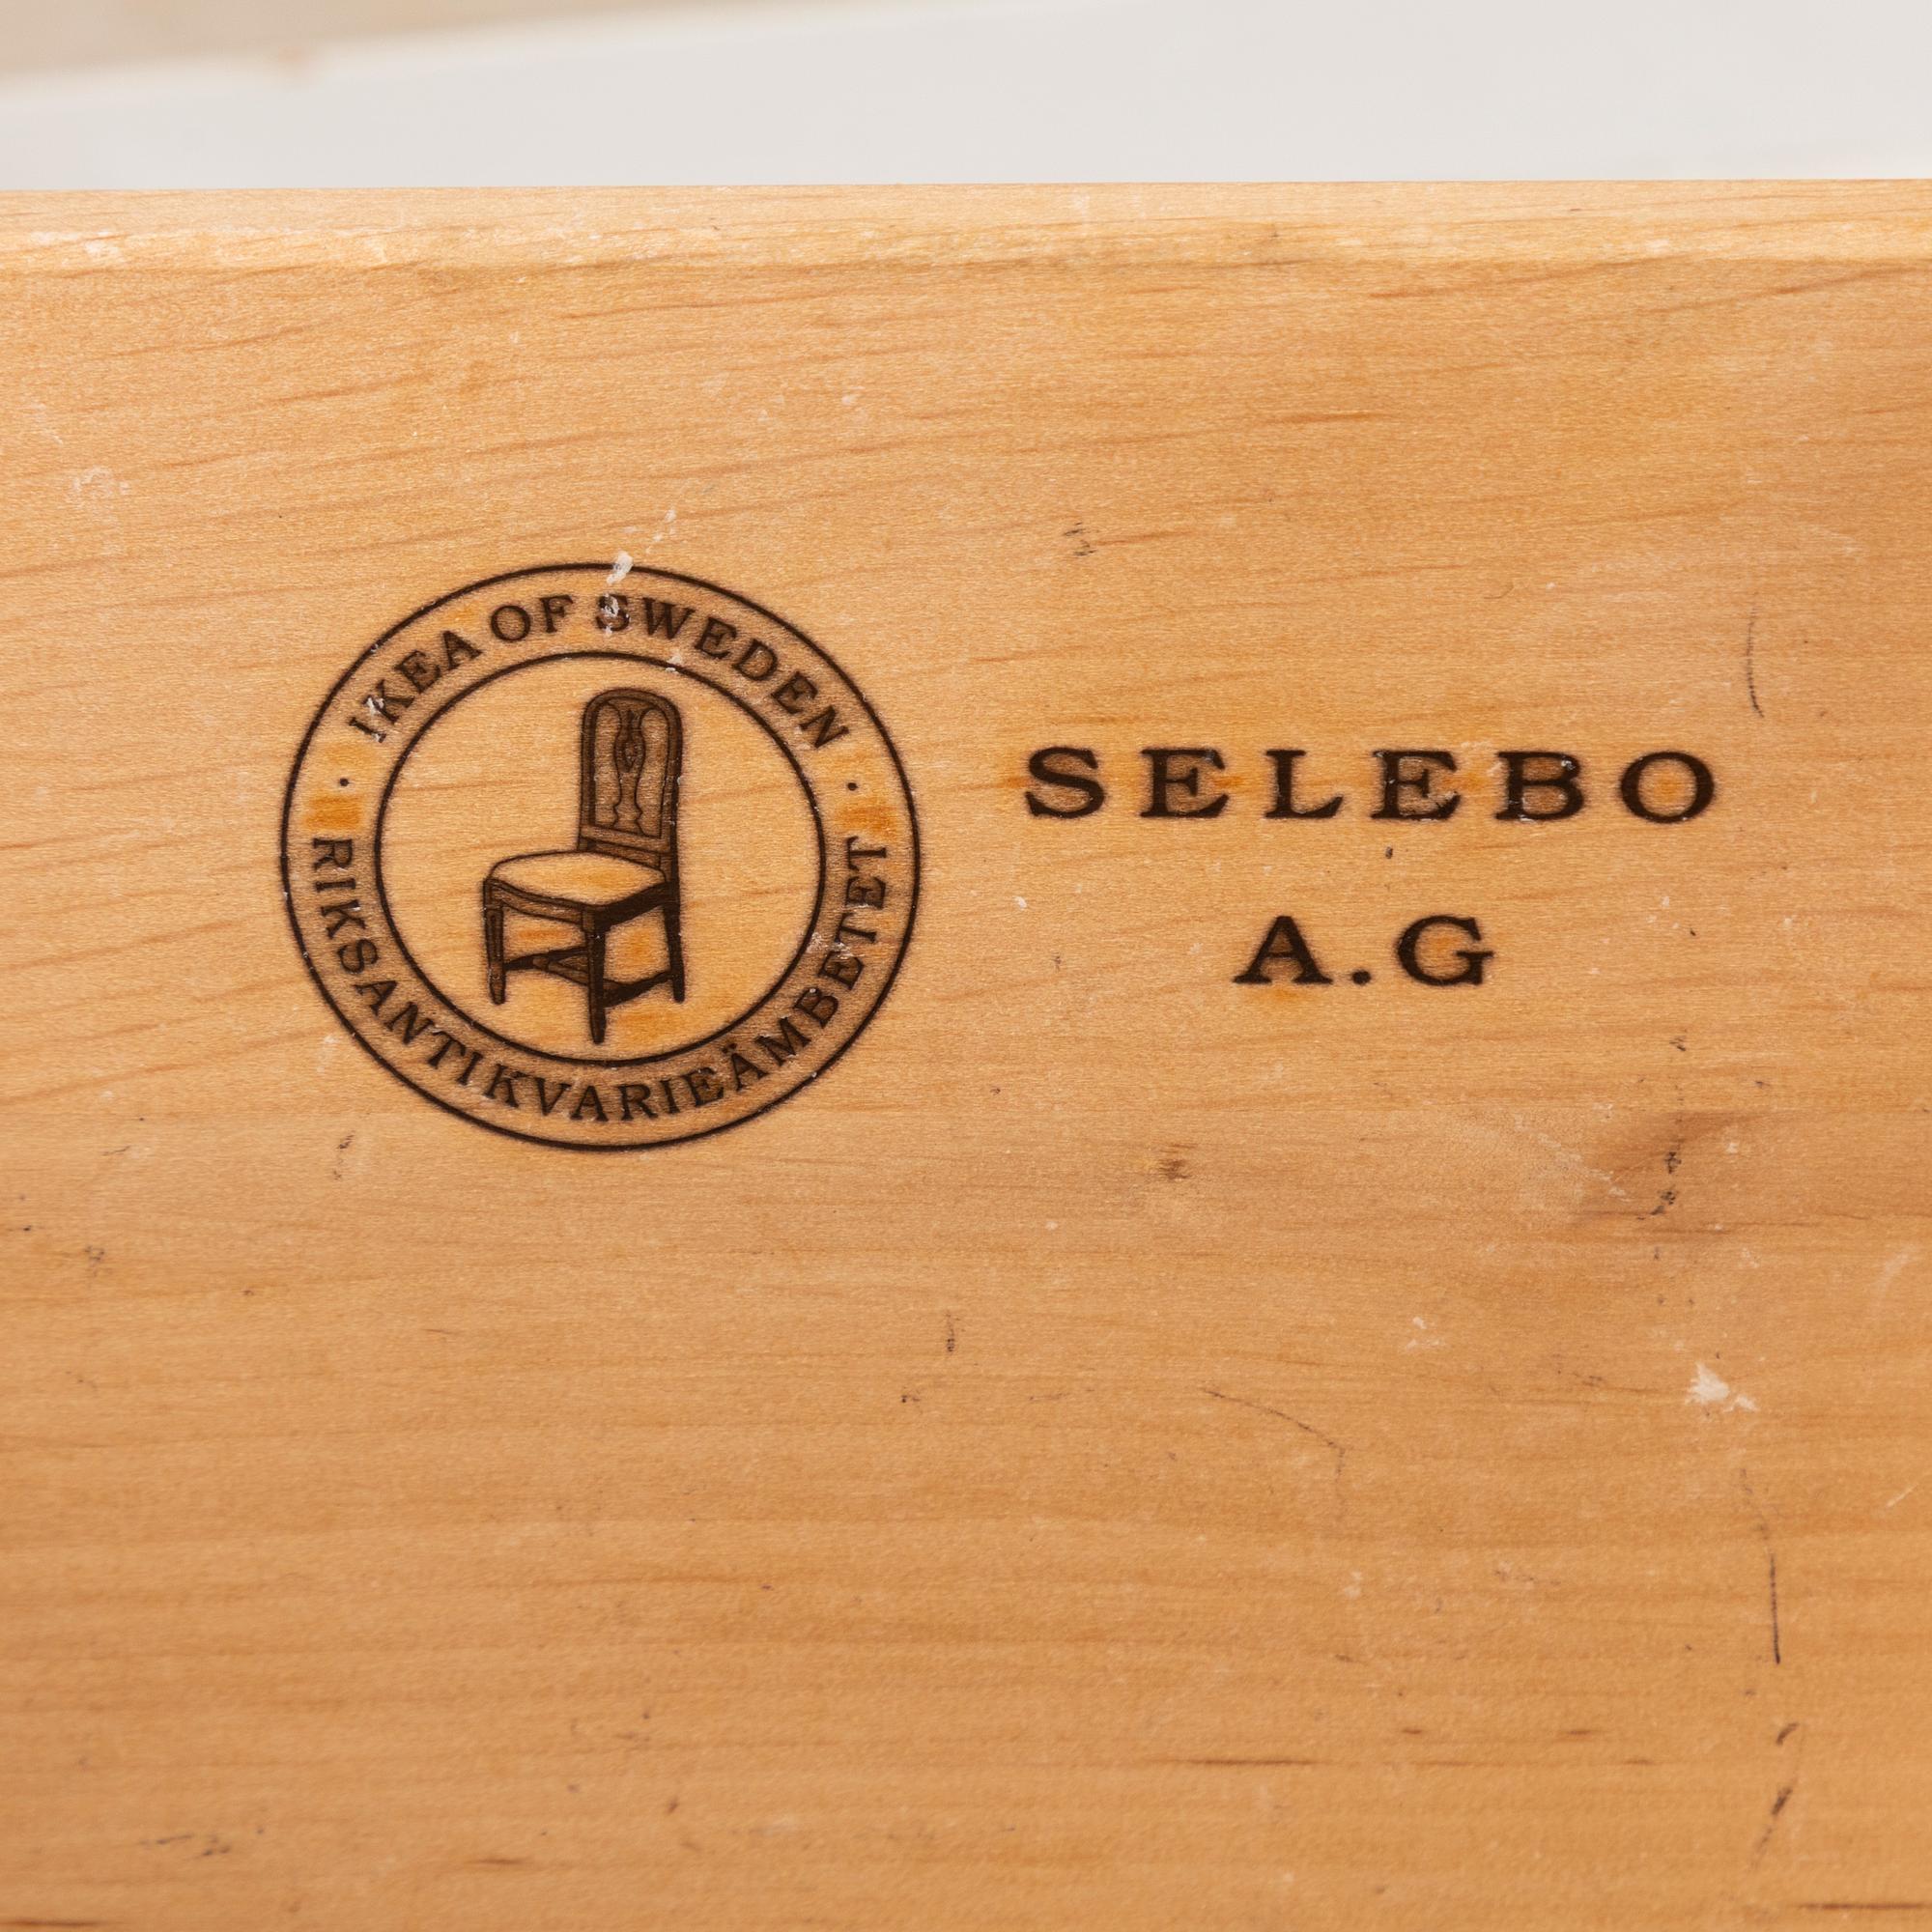 IKEA OF SWEDEN
· RIKSANTIKVARIEÄMBETET ·
SELEBO
A.G